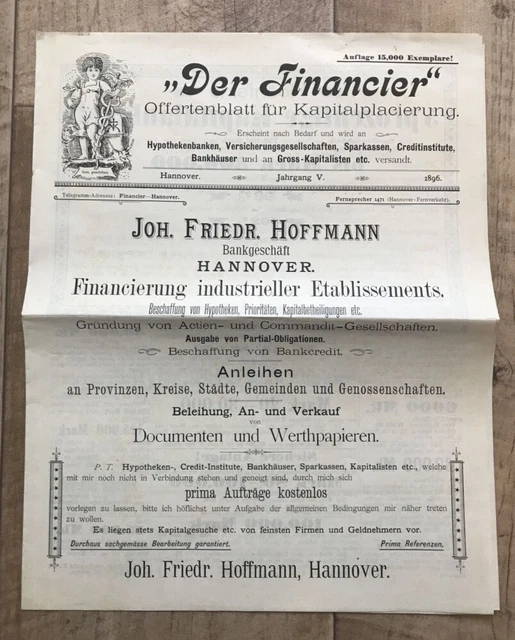 Auflage 15,000 Exemplare!
„Der Financier“
Offertenblatt für Kapitalplacierung.
Erscheint nach Bedarf und wird an
Hypothekenbanken, Versicherungsgesellschaften, Sparkassen, Creditinstitute,
Bankhäuser und an Gross-Kapitalisten etc. versandt.
Hannover. Jahrgang V. 1896.
Telegramm-Adresse: Financier—Hannover. Fernsprecher 1471 (Hannover-Fernverkehr).
JOH. FRIEDR. HOFFMANN
Bankgeschäft
HANNOVER.
Financierung industrieller Etablissements.
Beschaffung von Hypotheken, Prioritäten, Kapitalbetheiligungen etc.
Gründung von Actien- und Commandit-Gesellschaften.
Ausgabe von Partial-Obligationen.
Beschaffung von Bankcredit.
Anleihen
an Provinzen, Kreise, Städte, Gemeinden und Genossenschaften.
Beleihung, An- und Verkauf
von
Documenten und Werthpapieren.
P. T. Hypotheken-, Credit-Institute, Bankhäuser, Sparkassen, Kapitalisten etc., welche
mit mir noch nicht in Verbindung stehen und geneigt sind, durch mich sich
prima Aufträge kostenlos
vorlegen zu lassen, bitte ich höflichst unter Aufgabe der allgemeinen Bedingungen mir näher treten
zu wollen.
Es liegen stets Kapitalgesuche etc. von feinsten Firmen und Geldnehmern vor.
Durchaus sachgemässe Bearbeitung garantirt. Prima Referenzen.
Joh. Friedr. Hoffmann, Hannover.